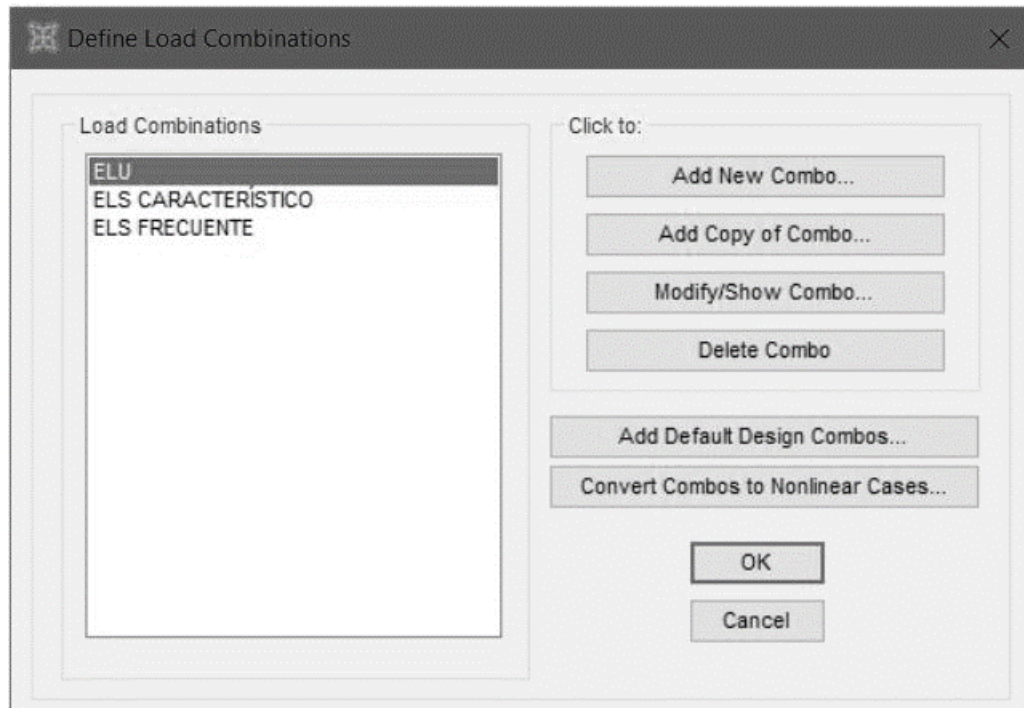 Define Load Combinations
Load Combinations
ELU
ELS CARACTERÍSTICO
ELS FRECUENTE
Click to:
Add New Combo...
Add Copy of Combo...
Modify/Show Combo...
Delete Combo
Add Default Design Combos...
Convert Combos to Nonlinear Cases...
OK
Cancel